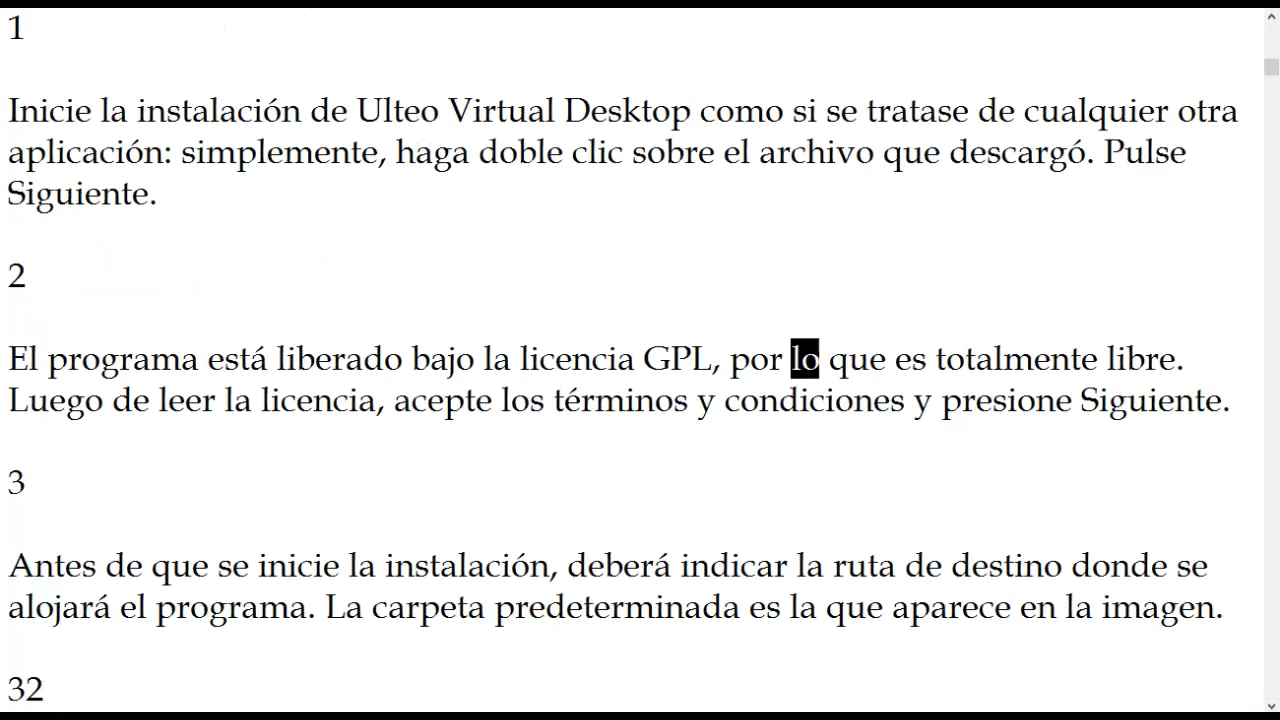 1
Inicie la instalación de Ulteo Virtual Desktop como si se tratase de cualquier otra
aplicación: simplemente, haga doble clic sobre el archivo que descargó. Pulse
Siguiente.
2
El programa está liberado bajo la licencia GPL, por lo que es totalmente libre.
Luego de leer la licencia, acepte los términos y condiciones y presione Siguiente.
3
Antes de que se inicie la instalación, deberá indicar la ruta de destino donde se
alojará el programa. La carpeta predeterminada es la que aparece en la imagen.
32